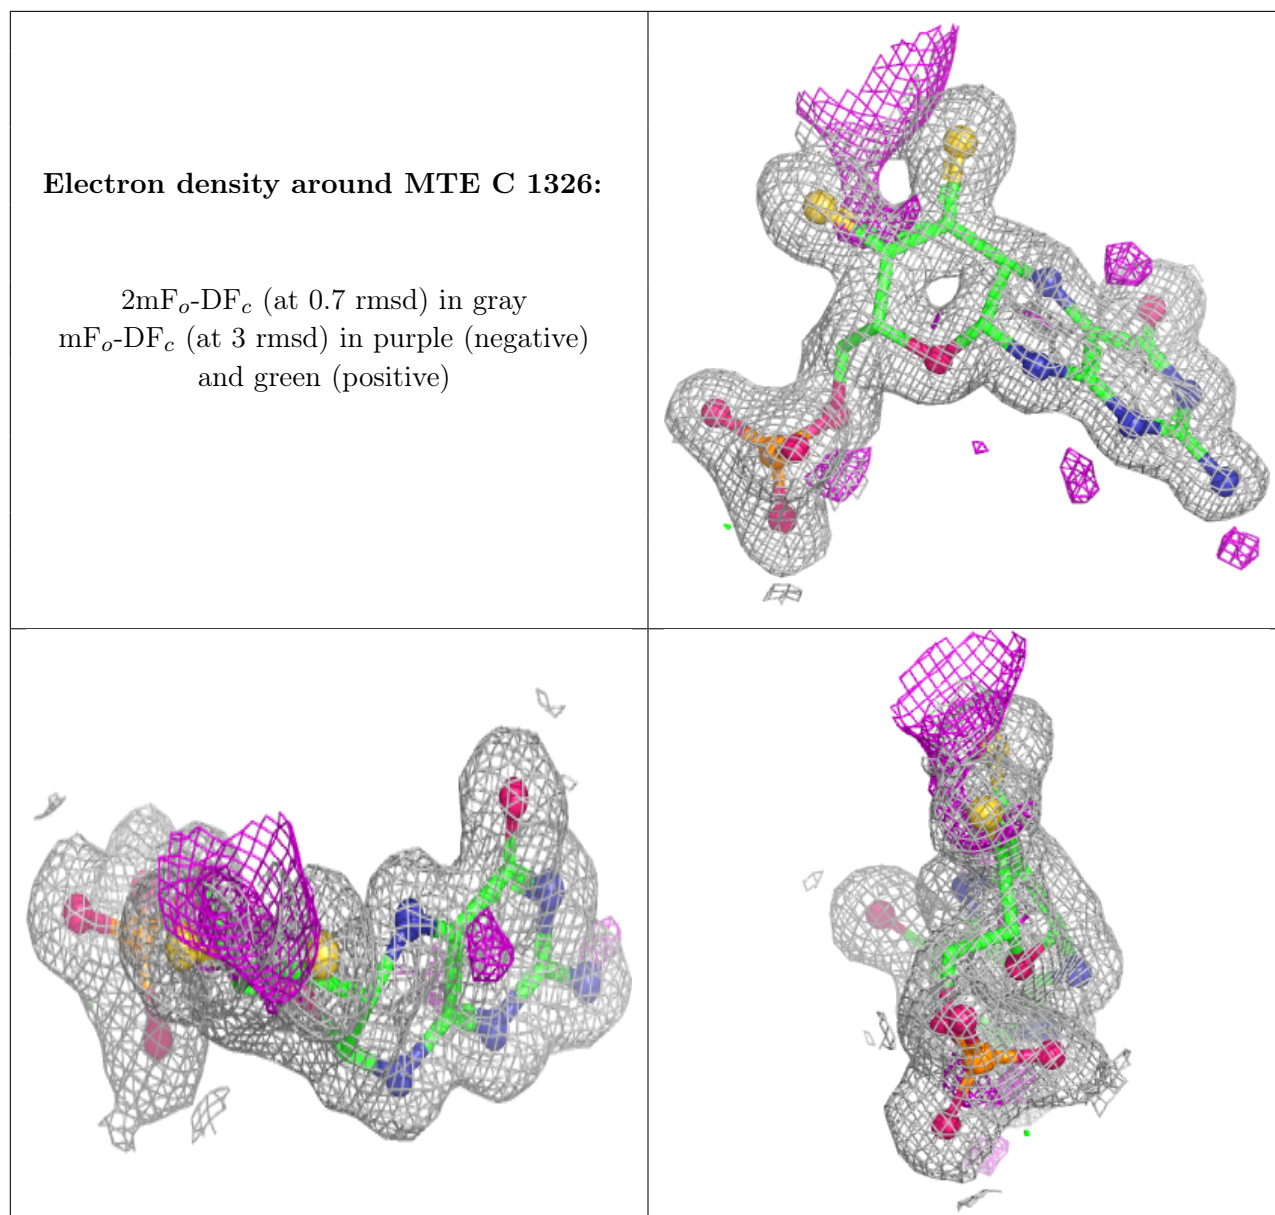 Electron density around MTE C 1326:
2mFo-DFc (at 0.7 rmsd) in gray
mFo-DFc (at 3 rmsd) in purple (negative)
and green (positive)